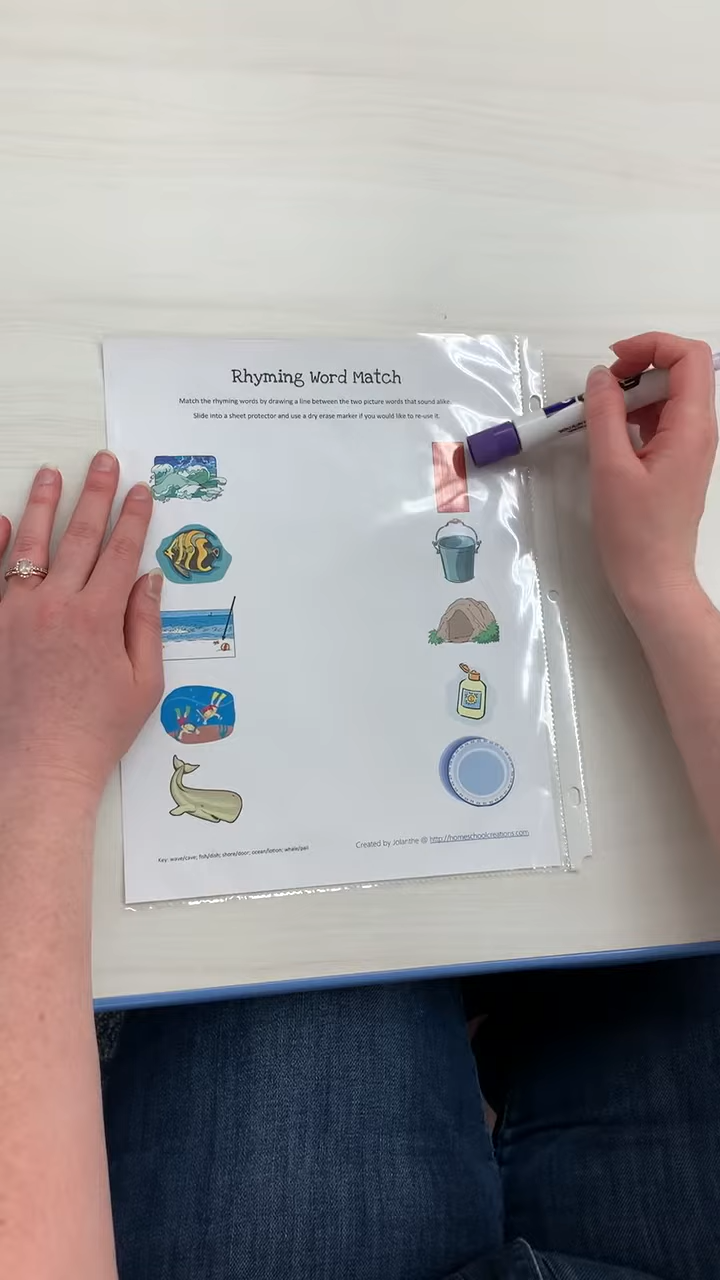 Rhyming Word Match
Match the rhyming words by drawing a line between the two picture words that sound alike.
Slide into a sheet protector and use a dry erase marker if you would like to re-use it.
Key: wave/cave; fish/dish; shore/door; ocean/lotion; whale/pail
Created by Jolanthe @ http://homeschoolcreations.com